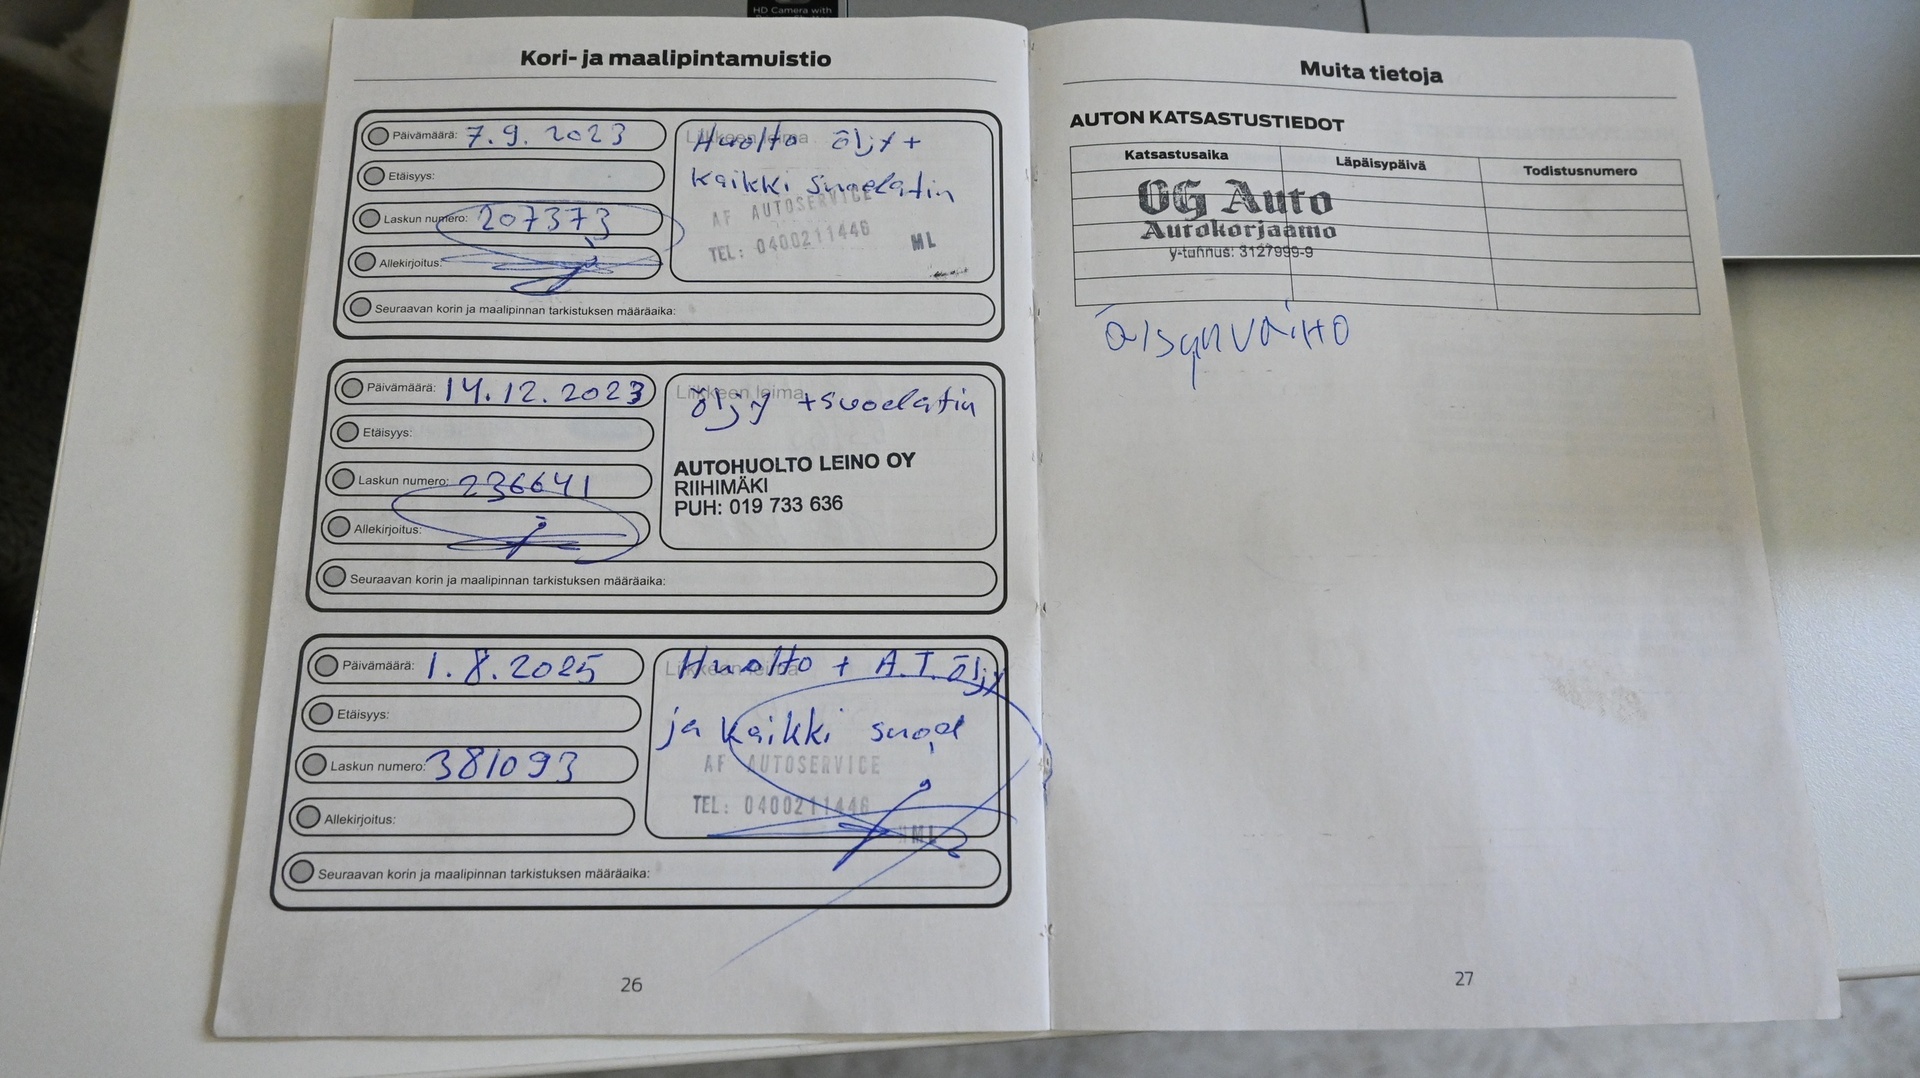 HD Camera with
Kori- ja maalipintamuistio
Päivämäärä: 7.9. 2023
Etäisyys:
Laskun numero: 207373
Allekirjoitus:
Liikkeen leima
Huolto öljy +
kaikki suodatin
AF AUTOSERVICE
TEL: 0400211446
ML
Seuraavan korin ja maalipinnan tarkistuksen määräaika:
Päivämäärä: 14.12.2023
Etäisyys:
Laskun numero: 236641
Allekirjoitus:
Liikkeen leima
öljy + suodatin
AUTOHUOLTO LEINO OY
RIIHIMÄKI
PUH: 019 733 636
Seuraavan korin ja maalipinnan tarkistuksen määräaika:
Päivämäärä: 1.8.2025
Etäisyys:
Laskun numero: 381093
Allekirjoitus:
Liikkeen leima
Huolto + A.T. öljy
ja kaikki suod
AF AUTOSERVICE
TEL: 0400211446
ML
Seuraavan korin ja maalipinnan tarkistuksen määräaika:
26
Muita tietoja
AUTON KATSASTUSTIEDOT
Katsastusaika Läpäisypäivä Todistusnumero
OG Auto
Autokorjaamo
y-tunnus: 3127999-9
27